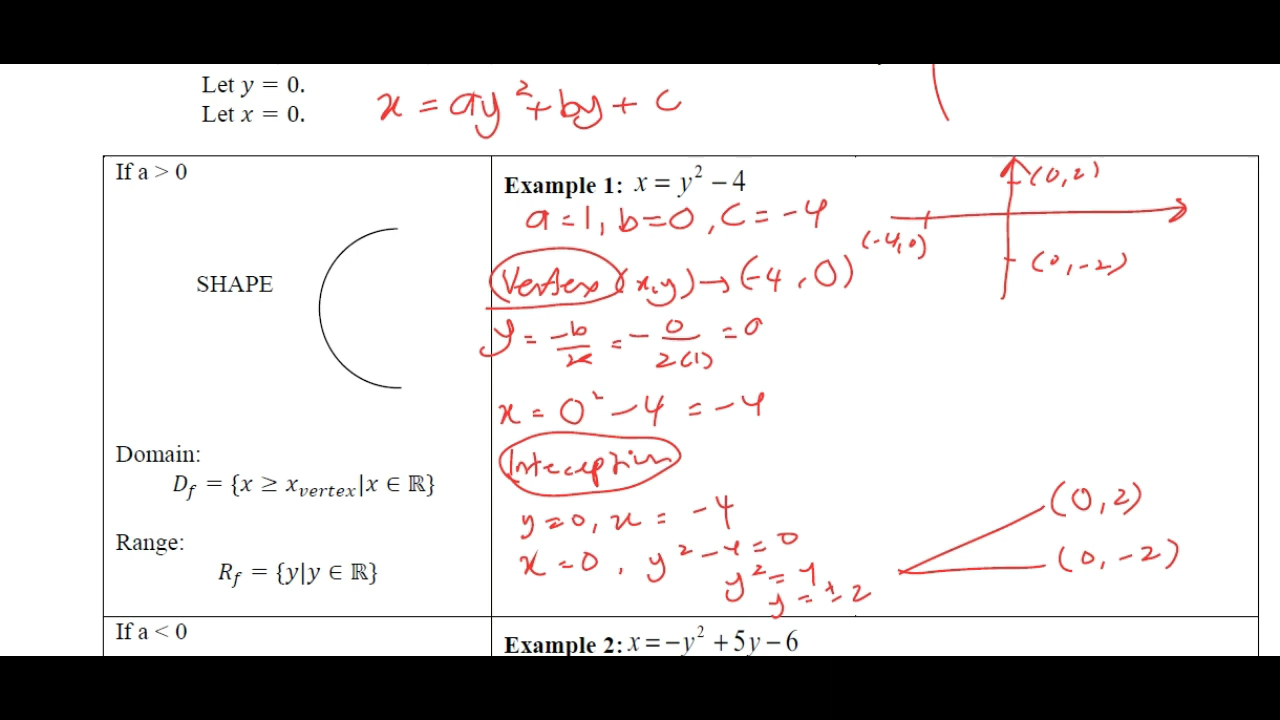 Let y = 0.
Let x = 0.
x = ay² + by + c
If a > 0
SHAPE
Domain:
D_f = {x ≥ x_vertex|x ∈ ℝ}
Range:
R_f = {y|y ∈ ℝ}
Example 1: x = y² − 4
a = 1, b = 0, c = -4
Vertex (x,y) → (-4, 0)
y = -b/2a = - 0/2(1) = 0
x = 0² - 4 = -4
Inteception
y = 0, x = -4
x = 0, y² - 4 = 0
y² = 4
y = ± 2
(0, 2)
(0, -2)
(0, 2)
(-4, 0)
(0, -2)
If a < 0
Example 2: x = −y² + 5y − 6